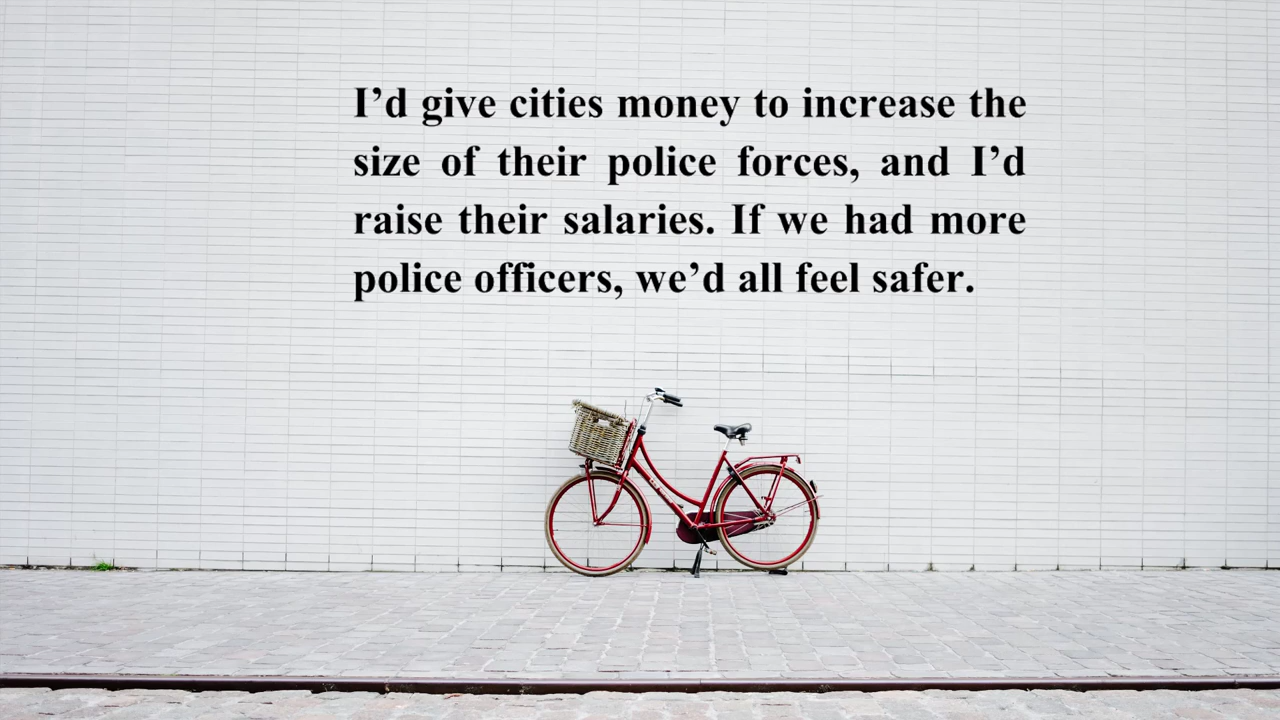 I’d give cities money to increase the
size of their police forces, and I’d
raise their salaries. If we had more
police officers, we’d all feel safer.